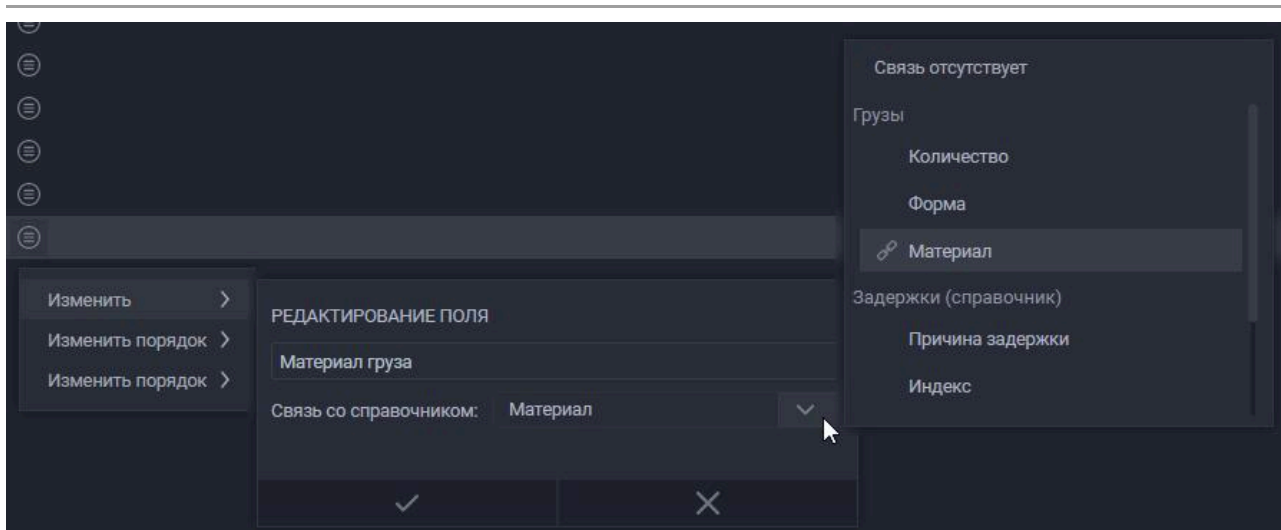 Связь отсутствует
Грузы
Количество
Форма
Материал
Задержки (справочник)
Причина задержки
Индекс
Изменить
Изменить порядок
Изменить порядок
РЕДАКТИРОВАНИЕ ПОЛЯ
Материал груза
Связь со справочником: Материал